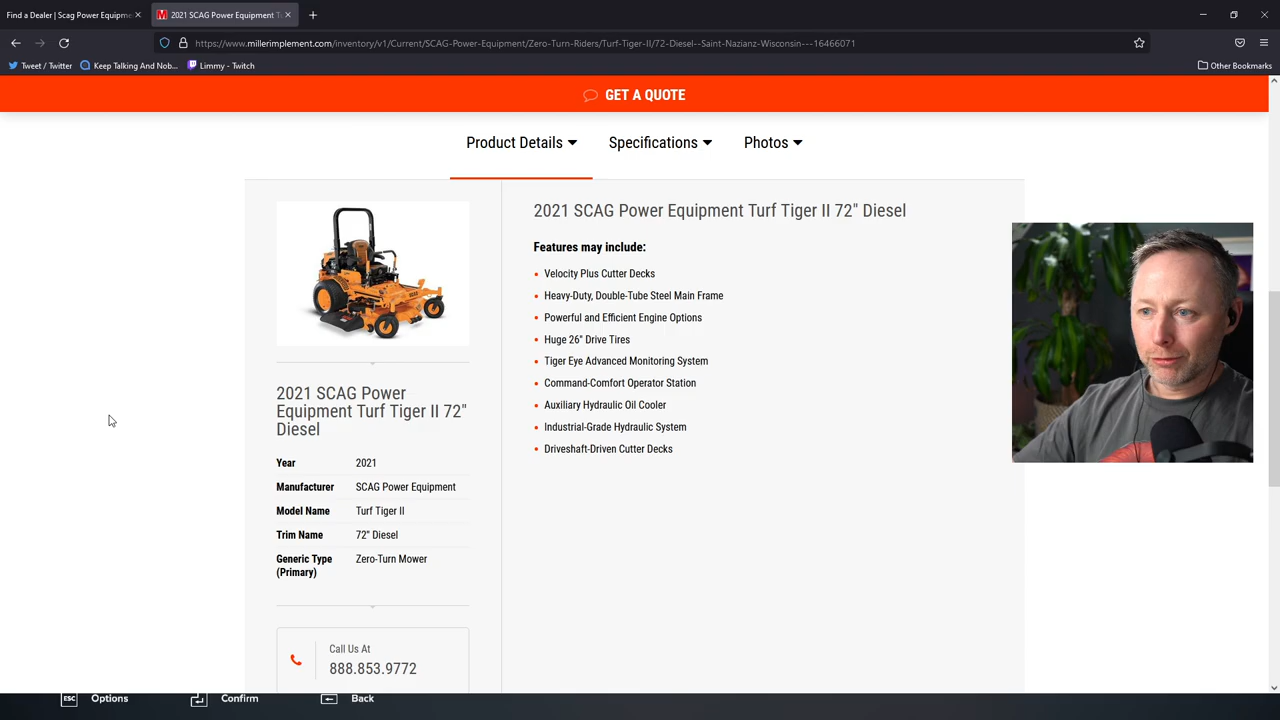 Find a Dealer | Scag Power Equipme
2021 SCAG Power Equipment T
https://www.millerimplement.com/inventory/v1/Current/SCAG-Power-Equipment/Zero-Turn-Riders/Turf-Tiger-II/72-Diesel--Saint-Nazianz-Wisconsin---16466071
Tweet / Twitter
Keep Talking And Nob...
Limmy - Twitch
Other Bookmarks
GET A QUOTE
Product Details
Specifications
Photos
2021 SCAG Power Equipment Turf Tiger II 72" Diesel
Features may include:
• Velocity Plus Cutter Decks
• Heavy-Duty, Double-Tube Steel Main Frame
• Powerful and Efficient Engine Options
• Huge 26" Drive Tires
• Tiger Eye Advanced Monitoring System
• Command-Comfort Operator Station
• Auxiliary Hydraulic Oil Cooler
• Industrial-Grade Hydraulic System
• Driveshaft-Driven Cutter Decks
2021 SCAG Power
Equipment Turf Tiger II 72"
Diesel
Year 2021
Manufacturer SCAG Power Equipment
Model Name Turf Tiger II
Trim Name 72" Diesel
Generic Type Zero-Turn Mower
(Primary)
Call Us At
888.853.9772
ESC Options
Confirm
Back